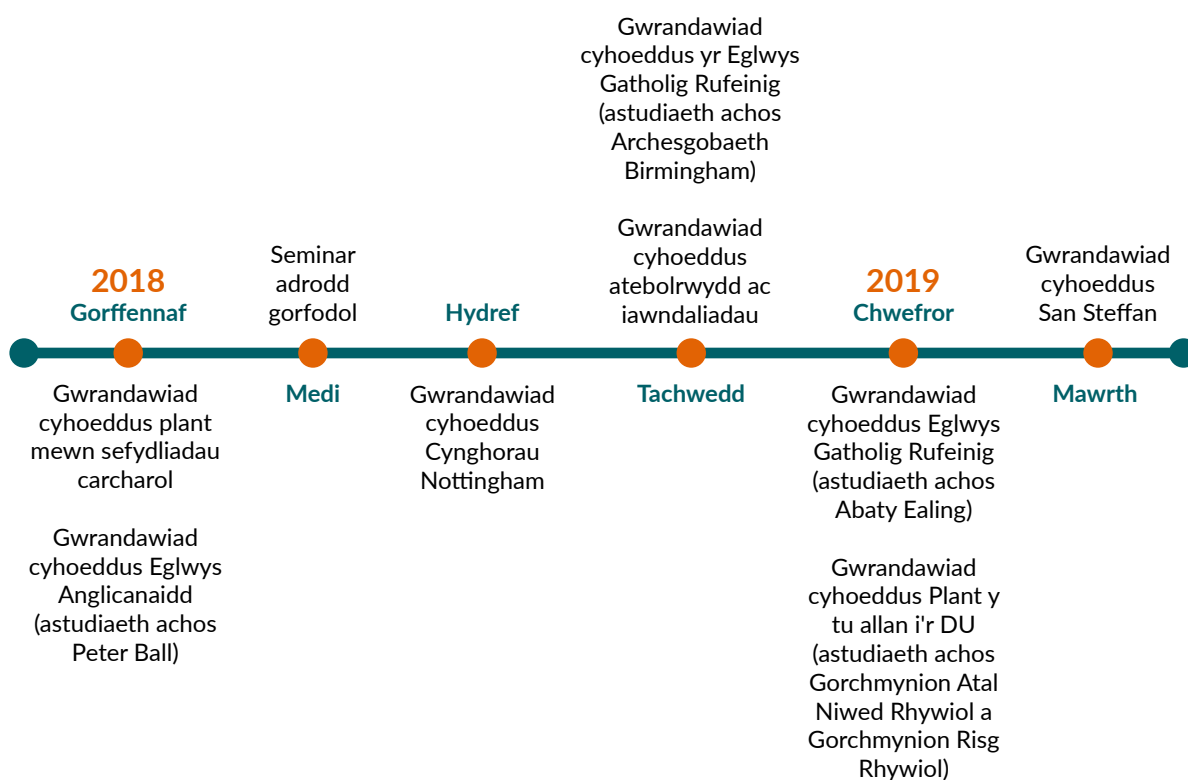 2018
Gorffennaf
Gwrandawiad
cyhoeddus plant
mewn sefydliadau
carcharol
Gwrandawiad
cyhoeddus Eglwys
Anglicanaidd
(astudiaeth achos
Peter Ball)
Seminar
adrodd
gorfodol
Medi
Hydref
Gwrandawiad
cyhoeddus
Cynghorau
Nottingham
Gwrandawiad
cyhoeddus yr Eglwys
Gatholig Rufeinig
(astudiaeth achos
Archesgobaeth
Birmingham)
Gwrandawiad
cyhoeddus
atebolrwydd ac
iawndaliadau
Tachwedd
2019
Chwefror
Gwrandawiad
cyhoeddus Eglwys
Gatholig Rufeinig
(astudiaeth achos
Abaty Ealing)
Gwrandawiad
cyhoeddus Plant y
tu allan i'r DU
(astudiaeth achos
Gorchmynion Atal
Niwed Rhywiol a
Gorchmynion Risg
Rhywiol)
Gwrandawiad
cyhoeddus
San Steffan
Mawrth